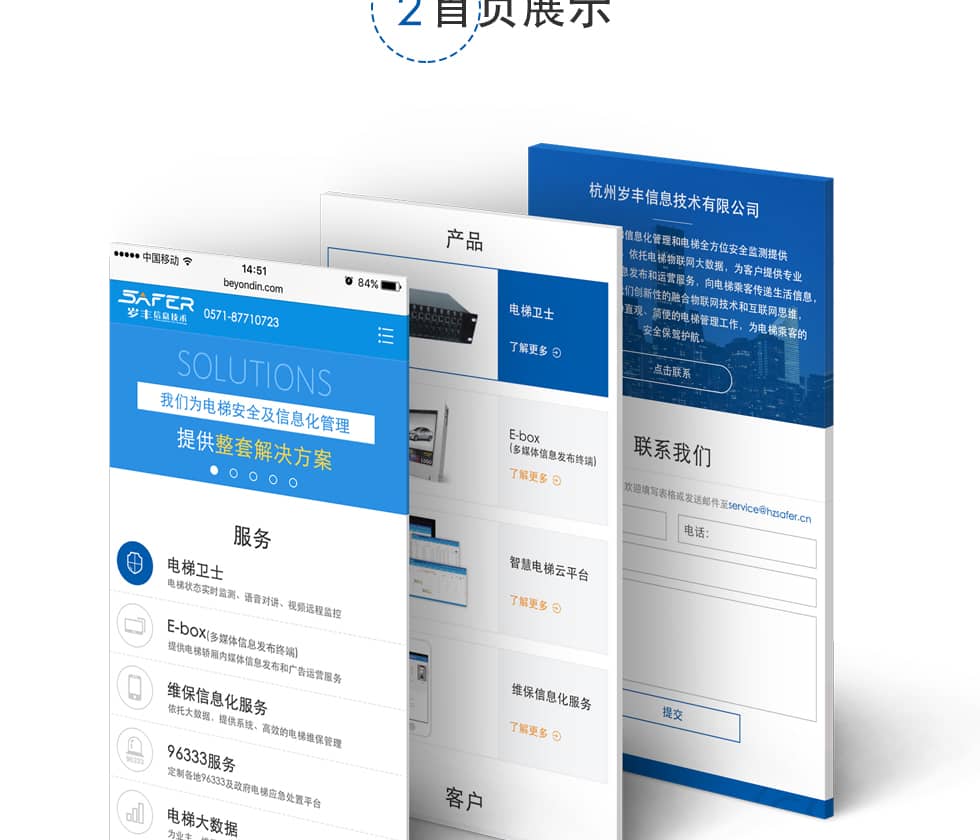 2 首页展示
中国移动
14:51
84%
beyondin.com
SAFER
岁丰信息技术
0571-87710723
SOLUTIONS
我们为电梯安全及信息化管理
提供整套解决方案
服务
电梯卫士
电梯状态实时监测、语音对讲、视频远程监控
E-box(多媒体信息发布终端)
提供电梯轿厢内媒体信息发布和广告运营服务
维保信息化服务
依托大数据，提供系统、高效的电梯维保管理
96333服务
96333
定制各地96333及政府电梯应急处置平台
电梯大数据
产品
电梯卫士
了解更多
E-box
(多媒体信息发布终端)
了解更多
智慧电梯云平台
了解更多
维保信息化服务
了解更多
客户
杭州岁丰信息技术有限公司
信息化管理和电梯全方位安全监测提供
依托电梯物联网大数据，为客户提供专业
息发布和运营服务，向电梯乘客传递生活信息，
们创新性的融合物联网技术和互联网思维，
直观、简便的电梯管理工作，为电梯乘客的
安全保驾护航。
点击联系
联系我们
欢迎填写表格或发送邮件至service@hzsafer.cn
电话：
提交